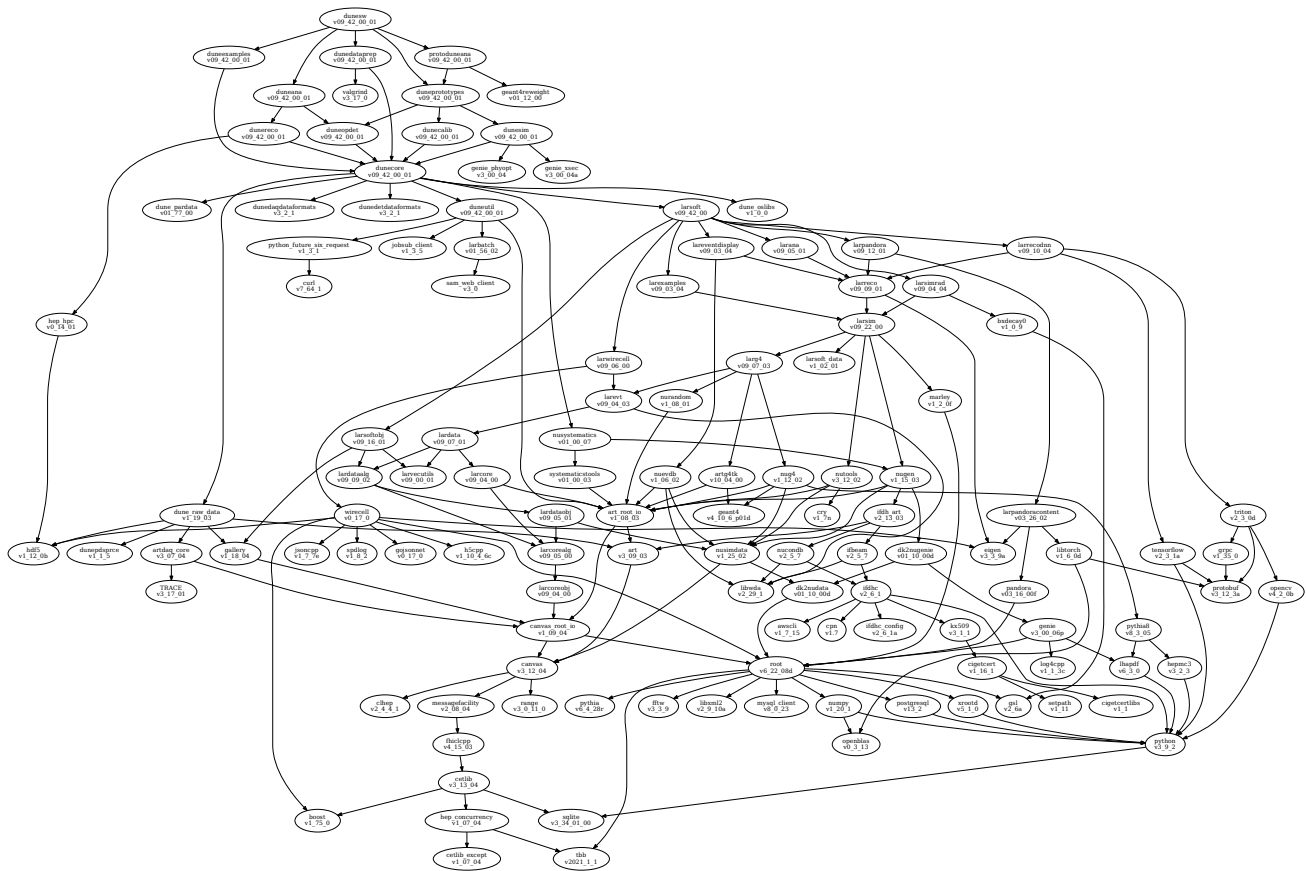 dunesw
v09_42_00_01
duneexamples
v09_42_00_01
dunedataprep
v09_42_00_01
protoduneana
v09_42_00_01
duneana
v09_42_00_01
valgrind
v3_17_0
duneprototypes
v09_42_00_01
geant4reweight
v01_12_00
dunereco
v09_42_00_01
duneopdet
v09_42_00_01
dunecalib
v09_42_00_01
dunesim
v09_42_00_01
dunecore
v09_42_00_01
genie_phyopt
v3_00_04
genie_xsec
v3_00_04a
dune_pardata
v01_77_00
dunedaqdataformats
v3_2_1
dunedetdataformats
v3_2_1
duneutil
v09_42_00_01
larsoft
v09_42_00
dune_oslibs
v1_0_0
python_future_six_request
v1_3_1
jobsub_client
v1_3_5
larbatch
v01_56_02
lareventdisplay
v09_03_04
larana
v09_05_01
larpandora
v09_12_01
larrecodnn
v09_10_04
curl
v7_64_1
sam_web_client
v3_0
larexamples
v09_03_04
larreco
v09_09_01
larsimrad
v09_04_04
hep_hpc
v0_14_01
larsim
v09_22_00
bxdecay0
v1_0_9
larwirecell
v09_06_00
larg4
v09_07_03
larsoft_data
v1_02_01
larevt
v09_04_03
nurandom
v1_08_01
marley
v1_2_0f
larsoftobj
v09_16_01
lardata
v09_07_01
nusystematics
v01_00_07
lardataalg
v09_09_02
larvecutils
v09_00_01
larcore
v09_04_00
systematicstools
v01_00_03
nuevdb
v1_06_02
artg4tk
v10_04_00
nug4
v1_12_02
nutools
v3_12_02
nugen
v1_15_03
dune_raw_data
v1_19_03
wirecell
v0_17_0
lardataobj
v09_05_01
art_root_io
v1_08_03
geant4
v4_10_6_p01d
cry
v1_7n
ifdh_art
v2_13_03
larpandoracontent
v03_26_02
triton
v2_3_0d
hdf5
v1_12_0b
dunepdsprce
v1_1_5
artdaq_core
v3_07_04
gallery
v1_18_04
jsoncpp
v1_7_7e
spdlog
v1_8_2
gojsonnet
v0_17_0
h5cpp
v1_10_4_6c
larcorealg
v09_05_00
art
v3_09_03
nusimdata
v1_25_02
nucondb
v2_5_7
ifbeam
v2_5_7
dk2nugenie
v01_10_00d
eigen
v3_3_9a
libtorch
v1_6_0d
tensorflow
v2_3_1a
grpc
v1_35_0
TRACE
v3_17_01
larcoreobj
v09_04_00
libwda
v2_29_1
dk2nudata
v01_10_00d
ifdhc
v2_6_1
pandora
v03_16_00f
protobuf
v3_12_3a
opencv
v4_2_0b
canvas_root_io
v1_09_04
awscli
v1_7_15
cpn
v1.7
ifdhc_config
v2_6_1a
kx509
v3_1_1
genie
v3_00_06p
pythia8
v8_3_05
canvas
v3_12_04
root
v6_22_08d
cigetcert
v1_16_1
log4cpp
v1_1_3c
lhapdf
v6_3_0
hepmc3
v3_2_3
clhep
v2_4_4_1
messagefacility
v2_08_04
range
v3_0_11_0
pythia
v6_4_28r
fftw
v3_3_9
libxml2
v2_9_10a
mysql_client
v8_0_23
numpy
v1_20_1
postgresql
v13_2
xrootd
v5_1_0
gsl
v2_6a
setpath
v1_11
cigetcertlibs
v1_1
fhiclcpp
v4_15_03
openblas
v0_3_13
python
v3_9_2
cetlib
v3_13_04
boost
v1_75_0
hep_concurrency
v1_07_04
sqlite
v3_34_01_00
cetlib_except
v1_07_04
tbb
v2021_1_1